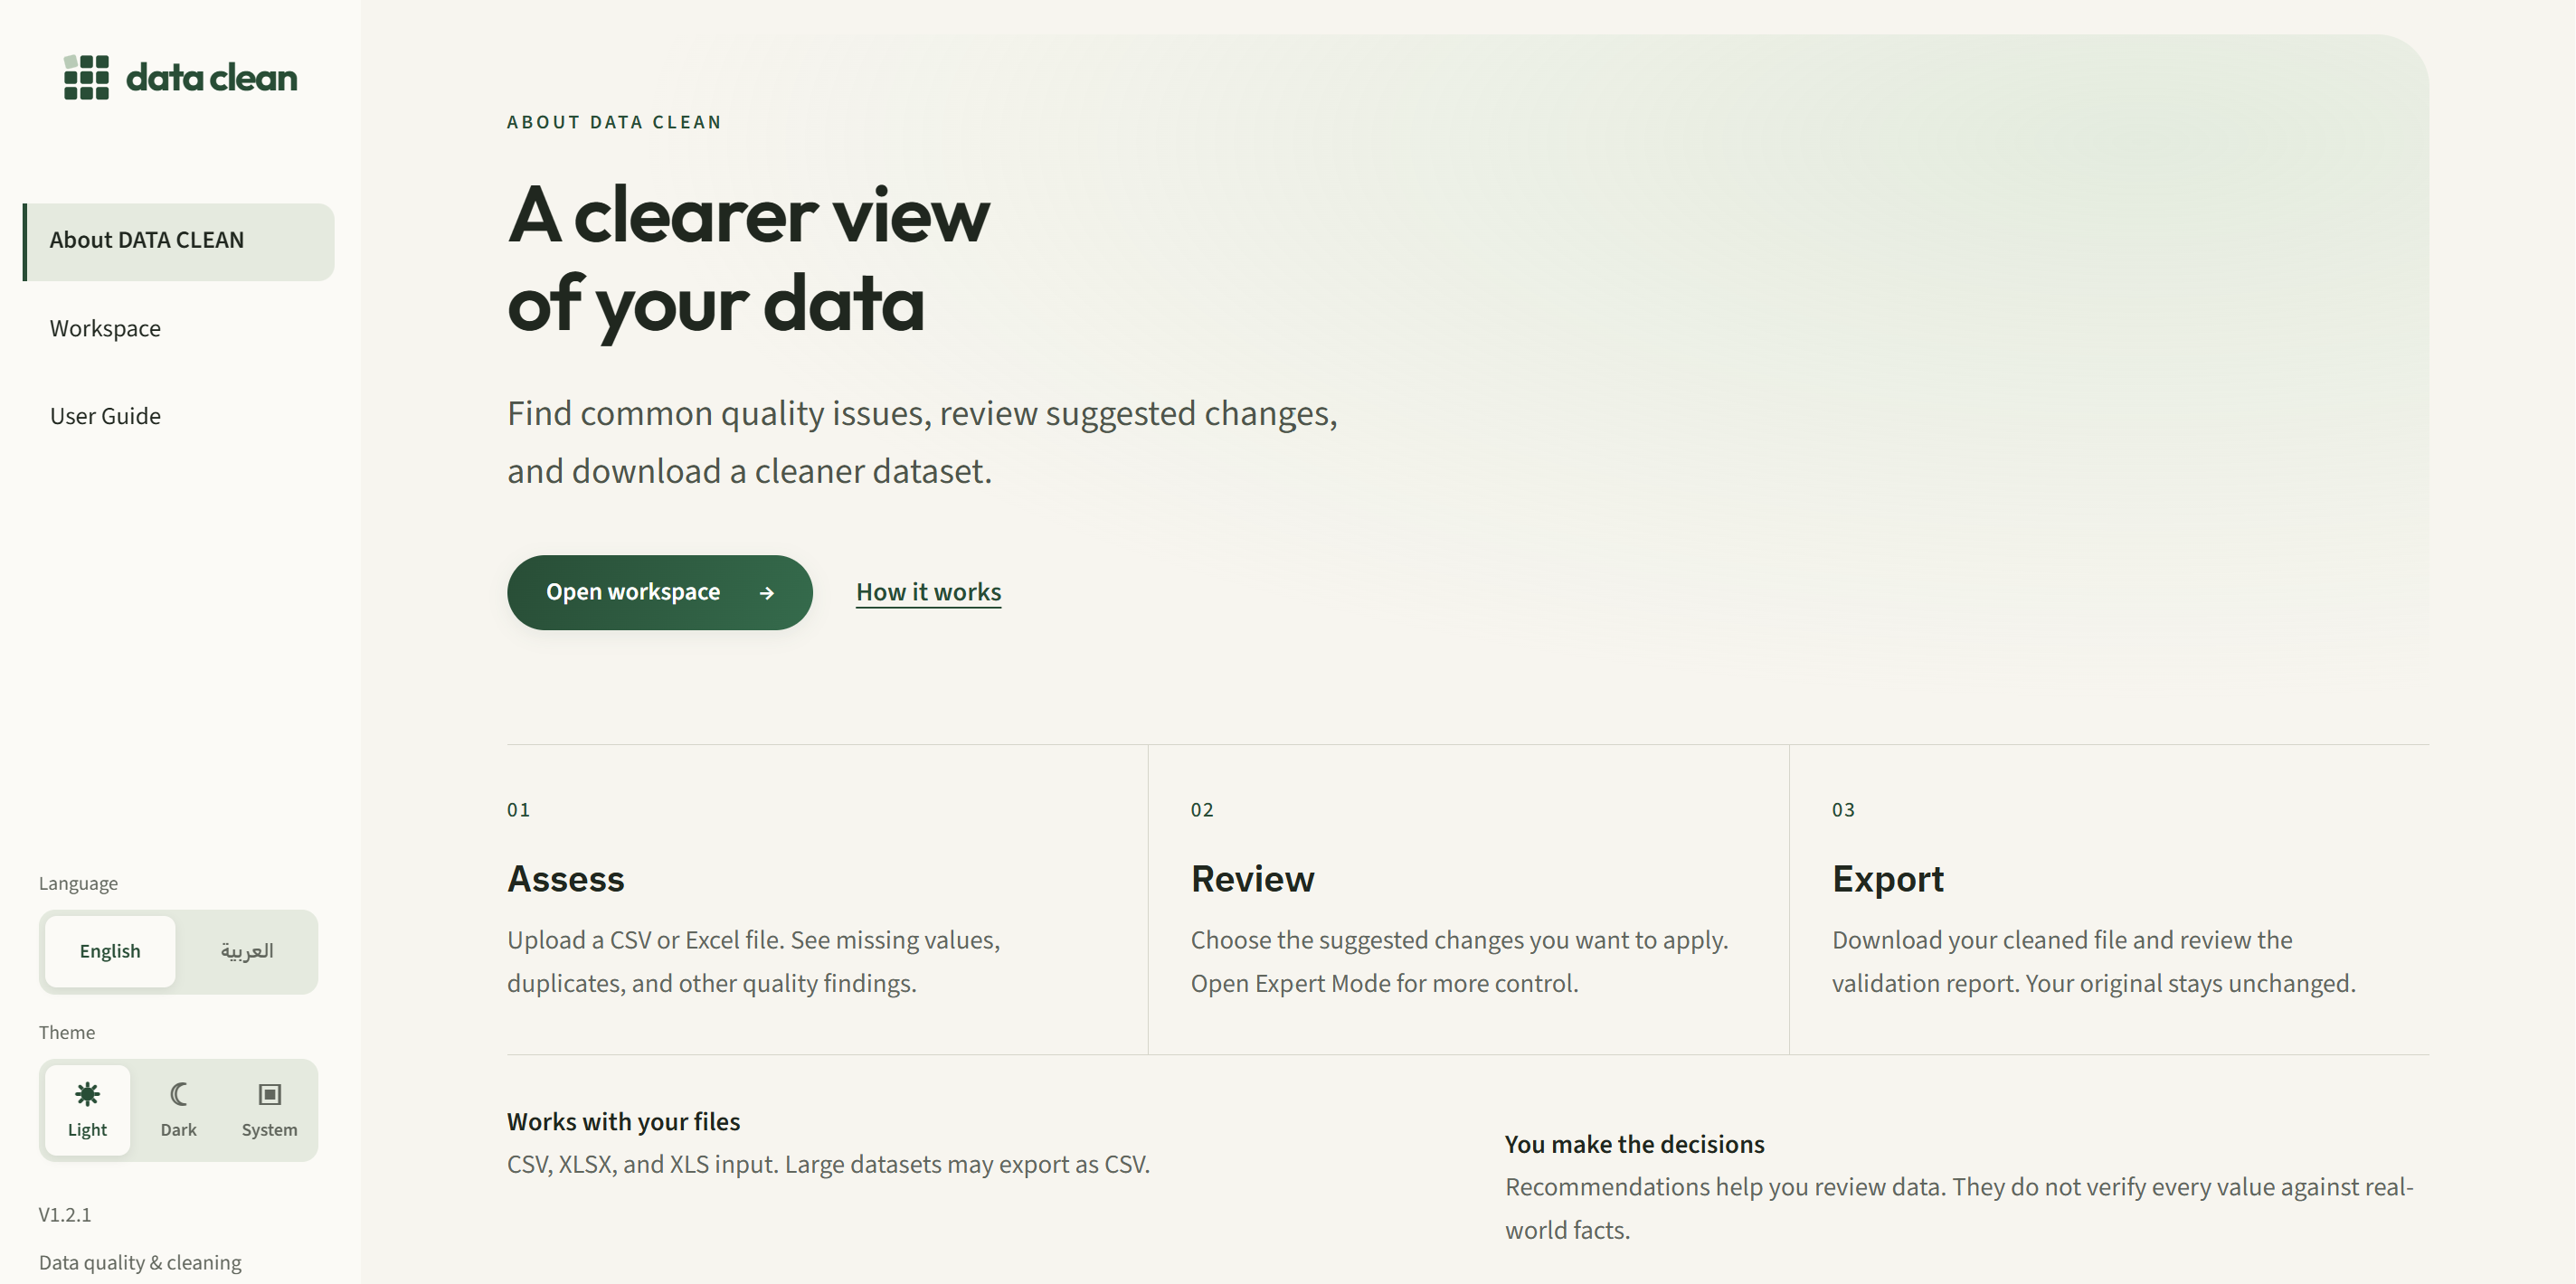 data clean
About DATA CLEAN
Workspace
User Guide
Language
English
العربية
Theme
Light
Dark
System
V1.2.1
Data quality & cleaning
ABOUT DATA CLEAN
A clearer view
of your data
Find common quality issues, review suggested changes,
and download a cleaner dataset.
Open workspace →
How it works
01
Assess
Upload a CSV or Excel file. See missing values,
duplicates, and other quality findings.
02
Review
Choose the suggested changes you want to apply.
Open Expert Mode for more control.
03
Export
Download your cleaned file and review the
validation report. Your original stays unchanged.
Works with your files
CSV, XLSX, and XLS input. Large datasets may export as CSV.
You make the decisions
Recommendations help you review data. They do not verify every value against real-
world facts.